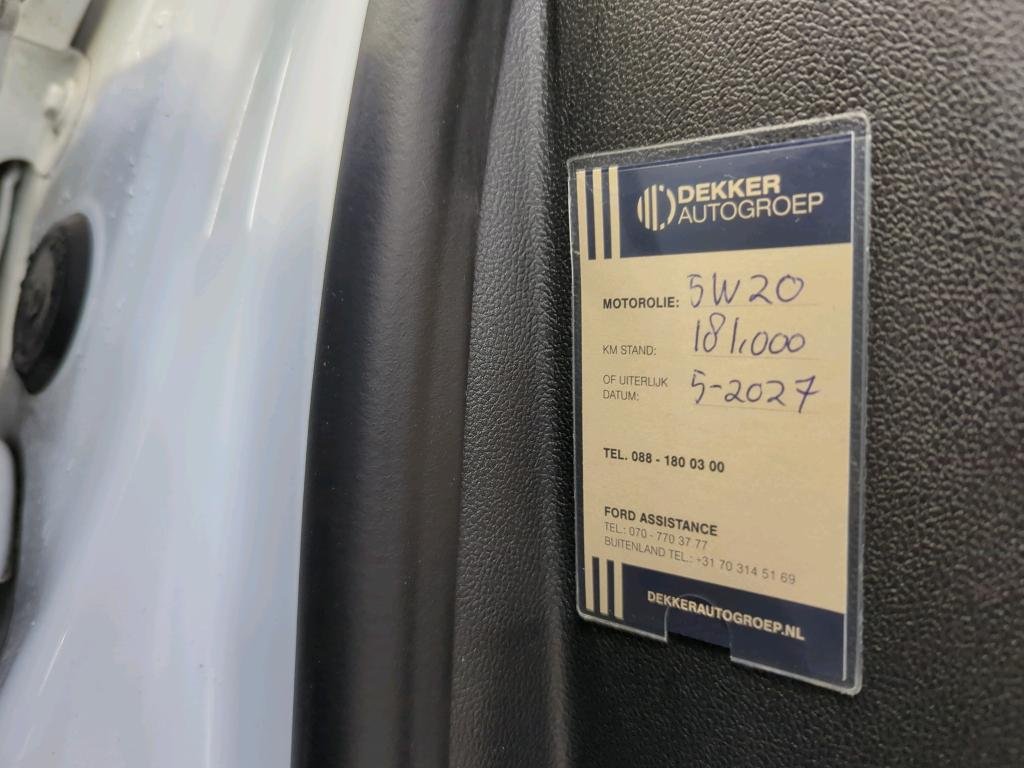 DEKKER
AUTOGROEP
MOTOROLIE: 5W20
KM STAND: 181.000
OF UITERLIJK
DATUM: 5-2027
TEL. 088 - 180 03 00
FORD ASSISTANCE
TEL.: 070 - 770 37 77
BUITENLAND TEL.: +31 70 314 51 69
DEKKERAUTOGROEP.NL